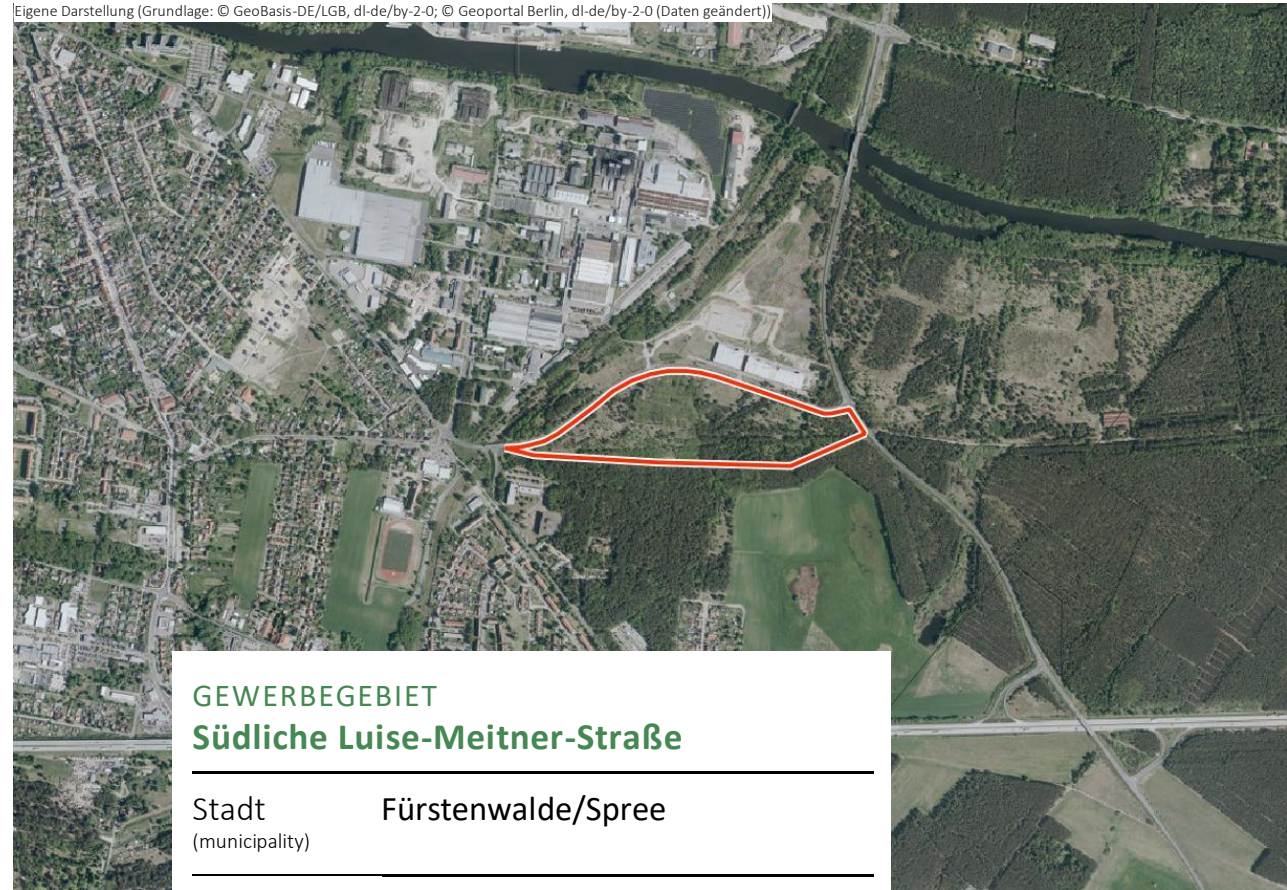 Eigene Darstellung (Grundlage: © GeoBasis-DE/LGB, dl-de/by-2-0; © Geoportal Berlin, dl-de/by-2-0 (Daten geändert))
GEWERBEGEBIET
Südliche Luise-Meitner-Straße
Stadt Fürstenwalde/Spree
(municipality)